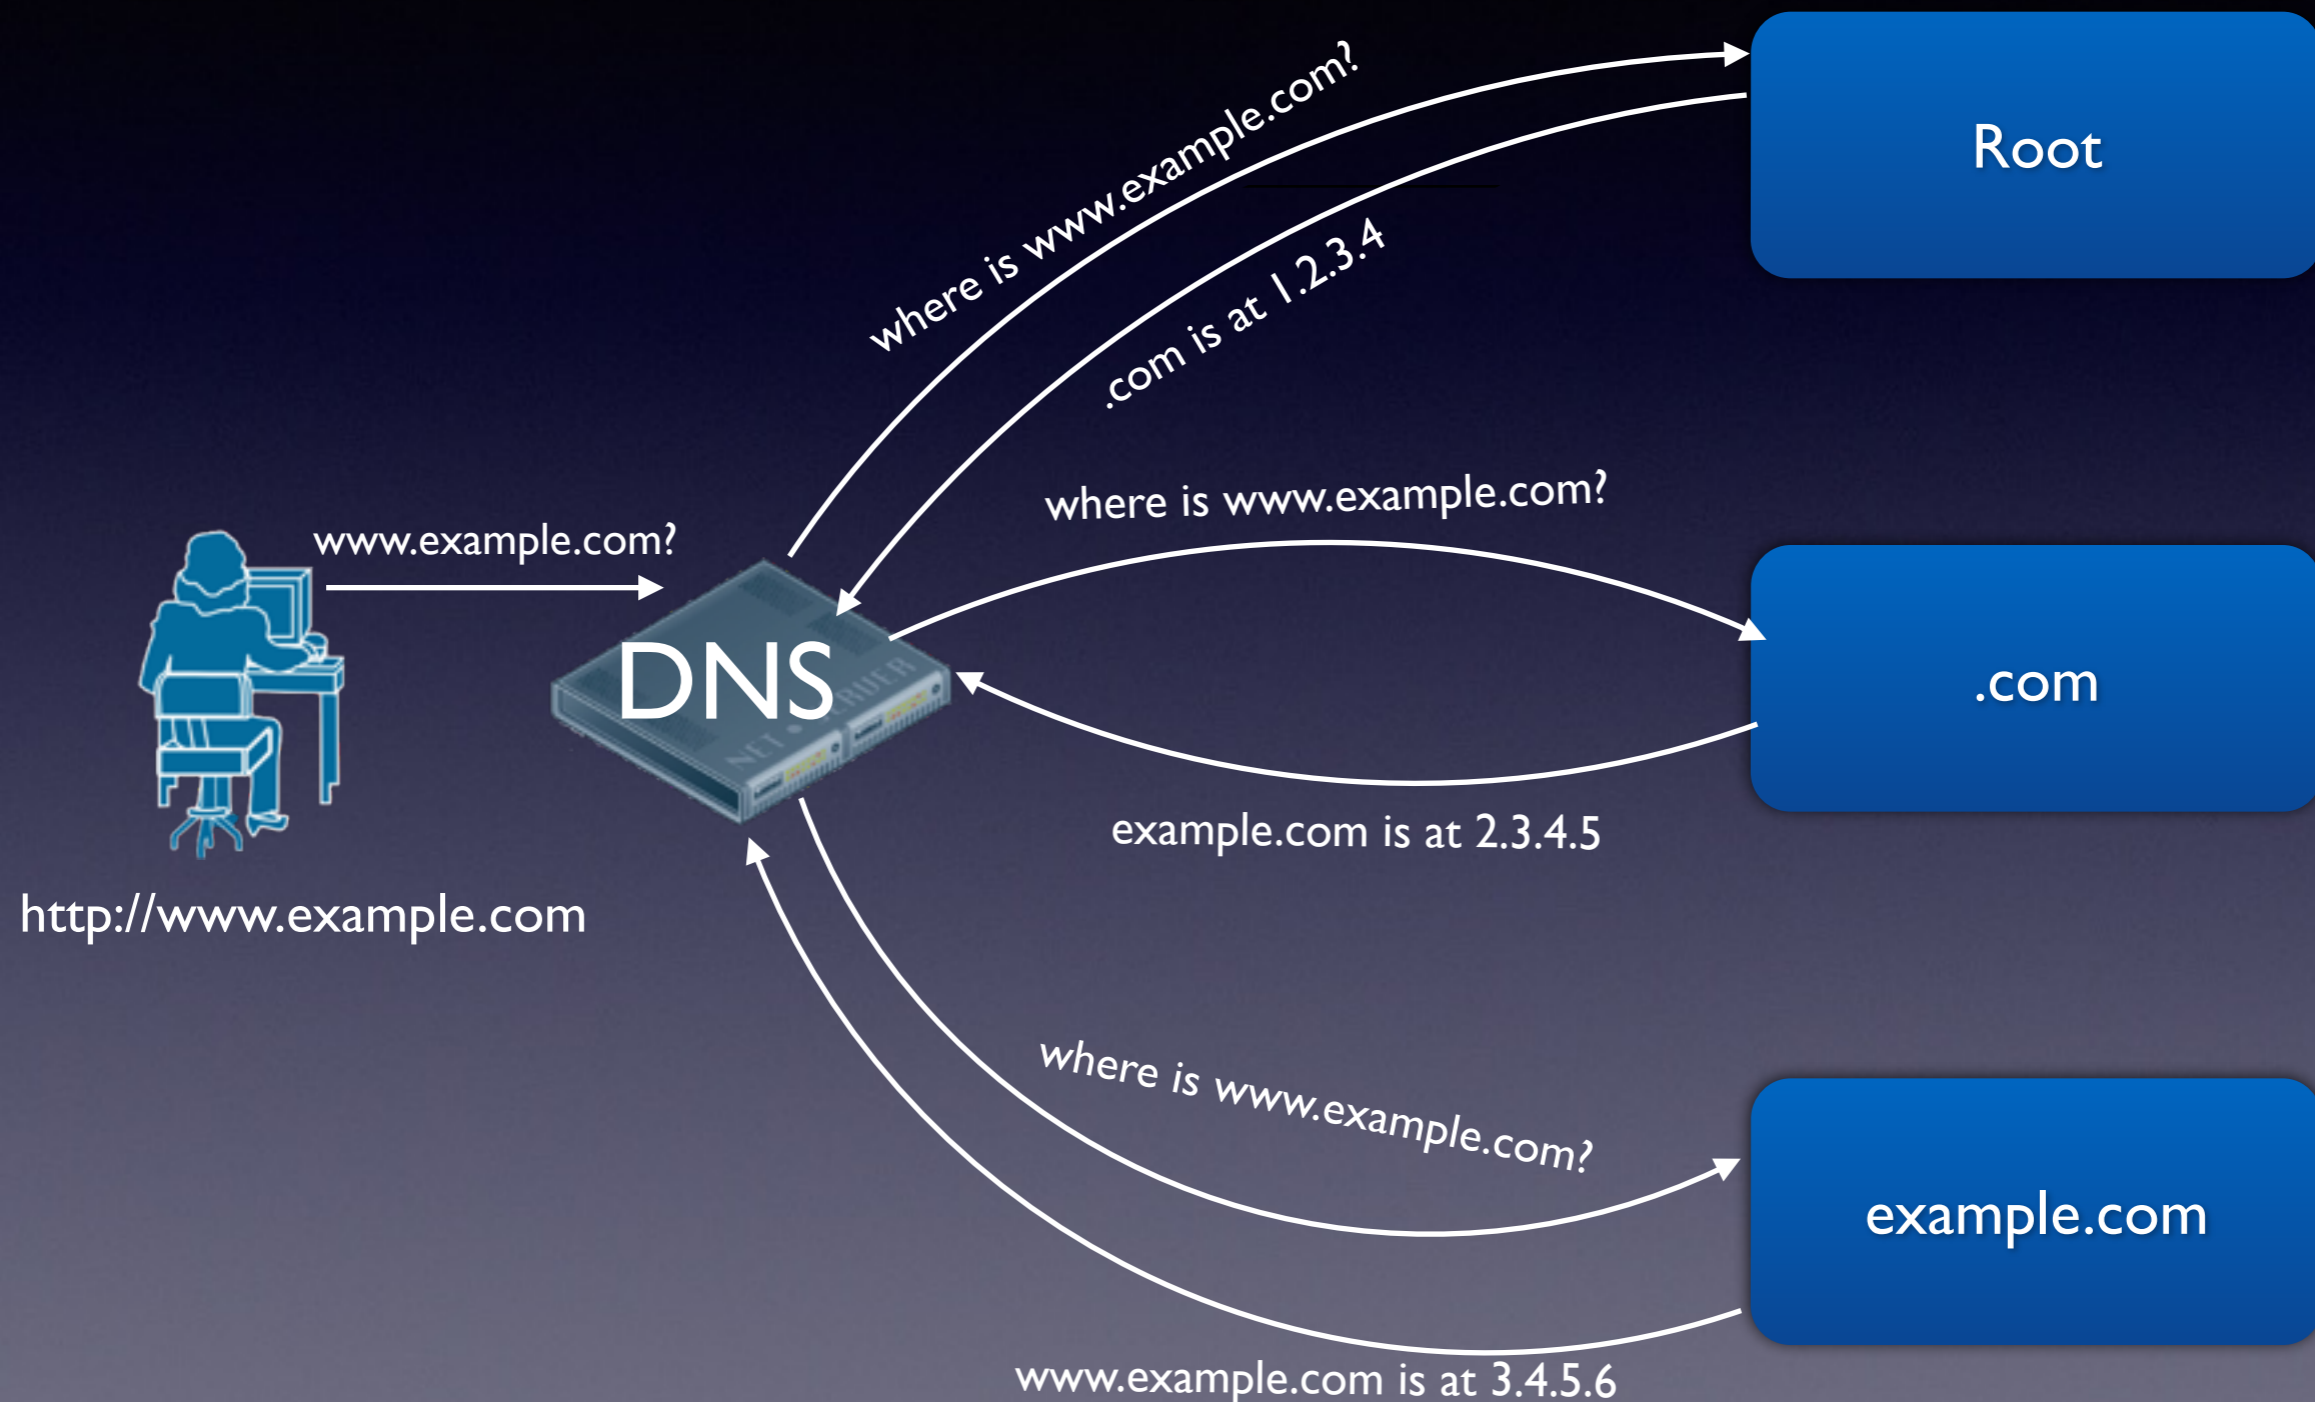 where is www.example.com?
Root
.com is at 1.2.3.4
where is www.example.com?
www.example.com?
DNS
NET • SERVER
.com
example.com is at 2.3.4.5
http://www.example.com
where is www.example.com?
example.com
www.example.com is at 3.4.5.6